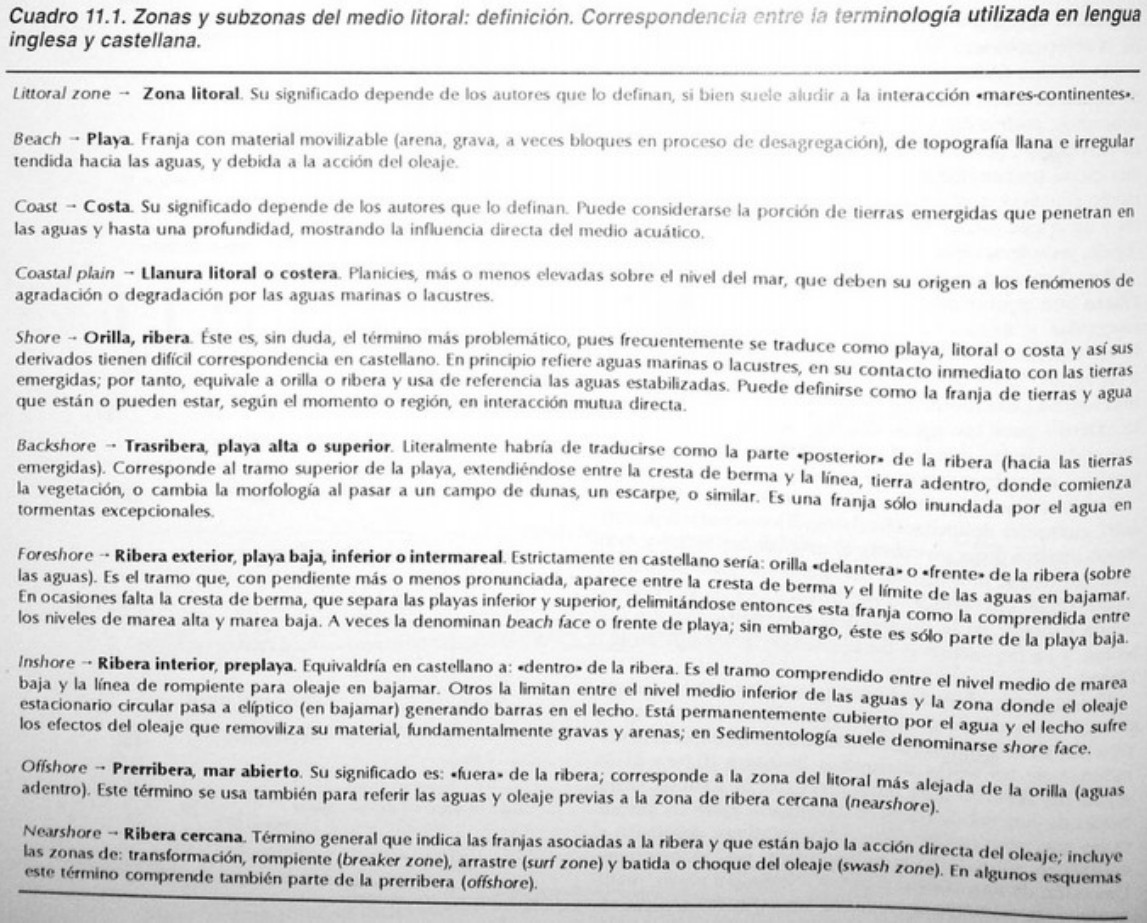 Cuadro 11.1. Zonas y subzonas del medio litoral: definición. Correspondencia entre la terminología utilizada en lengua
inglesa y castellana.
Littoral zone → Zona litoral. Su significado depende de los autores que lo definan, si bien suele aludir a la interacción «mares-continentes».
Beach → Playa. Franja con material movilizable (arena, grava, a veces bloques en proceso de desagregación), de topografía llana e irregular
tendida hacia las aguas, y debida a la acción del oleaje.
Coast → Costa. Su significado depende de los autores que lo definan. Puede considerarse la porción de tierras emergidas que penetran en
las aguas y hasta una profundidad, mostrando la influencia directa del medio acuático.
Coastal plain → Llanura litoral o costera. Planicies, más o menos elevadas sobre el nivel del mar, que deben su origen a los fenómenos de
agradación o degradación por las aguas marinas o lacustres.
Shore → Orilla, ribera. Éste es, sin duda, el término más problemático, pues frecuentemente se traduce como playa, litoral o costa y así sus
derivados tienen difícil correspondencia en castellano. En principio refiere aguas marinas o lacustres, en su contacto inmediato con las tierras
emergidas; por tanto, equivale a orilla o ribera y usa de referencia las aguas estabilizadas. Puede definirse como la franja de tierras y agua
que están o pueden estar, según el momento o región, en interacción mutua directa.
Backshore → Trasribera, playa alta o superior. Literalmente habría de traducirse como la parte «posterior» de la ribera (hacia las tierras
emergidas). Corresponde al tramo superior de la playa, extendiéndose entre la cresta de berma y la línea, tierra adentro, donde comienza
la vegetación, o cambia la morfología al pasar a un campo de dunas, un escarpe, o similar. Es una franja sólo inundada por el agua en
tormentas excepcionales.
Foreshore → Ribera exterior, playa baja, inferior o intermareal. Estrictamente en castellano sería: orilla «delantera» o «frente» de la ribera (sobre
las aguas). Es el tramo que, con pendiente más o menos pronunciada, aparece entre la cresta de berma y el límite de las aguas en bajamar.
En ocasiones falta la cresta de berma, que separa las playas inferior y superior, delimitándose entonces esta franja como la comprendida entre
los niveles de marea alta y marea baja. A veces la denominan beach face o frente de playa; sin embargo, éste es sólo parte de la playa baja.
Inshore → Ribera interior, preplaya. Equivaldría en castellano a: «dentro» de la ribera. Es el tramo comprendido entre el nivel medio de marea
baja y la línea de rompiente para oleaje en bajamar. Otros la limitan entre el nivel medio inferior de las aguas y la zona donde el oleaje
estacionario circular pasa a elíptico (en bajamar) generando barras en el lecho. Está permanentemente cubierto por el agua y el lecho sufre
los efectos del oleaje que removiliza su material, fundamentalmente gravas y arenas; en Sedimentología suele denominarse shore face.
Offshore → Prerribera, mar abierto. Su significado es: «fuera» de la ribera; corresponde a la zona del litoral más alejada de la orilla (aguas
adentro). Este término se usa también para referir las aguas y oleaje previas a la zona de ribera cercana (nearshore).
Nearshore → Ribera cercana. Término general que indica las franjas asociadas a la ribera y que están bajo la acción directa del oleaje; incluye
las zonas de: transformación, rompiente (breaker zone), arrastre (surf zone) y batida o choque del oleaje (swash zone). En algunos esquemas
este término comprende también parte de la prerribera (offshore).